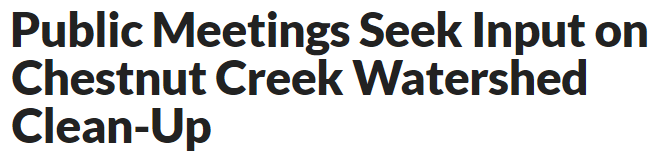 Public Meetings Seek Input on
Chestnut Creek Watershed
Clean-Up